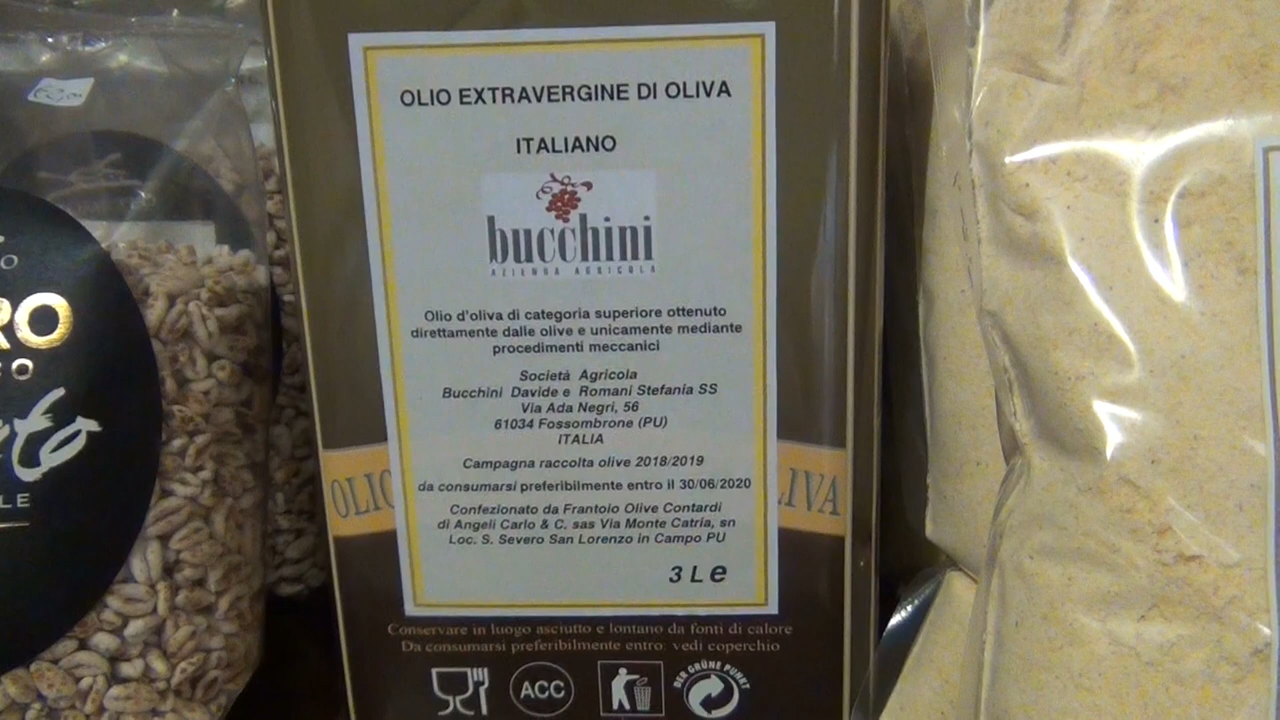 OLIO EXTRAVERGINE DI OLIVA
ITALIANO
bucchini
AZIENDA AGRICOLA
Olio d'oliva di categoria superiore ottenuto
direttamente dalle olive e unicamente mediante
procedimenti meccanici
Società Agricola
Bucchini Davide e Romani Stefania SS
Via Ada Negri, 56
61034 Fossombrone (PU)
ITALIA
Campagna raccolta olive 2018/2019
da consumarsi preferibilmente entro il 30/06/2020
Confezionato da Frantoio Olive Contardi
di Angeli Carlo & C. sas Via Monte Catria, sn
Loc. S. Severo San Lorenzo in Campo PU
3 L e
Conservare in luogo asciutto e lontano da fonti di calore
Da consumarsi preferibilmente entro: vedi coperchio
ACC
DER GRÜNE PUNKT